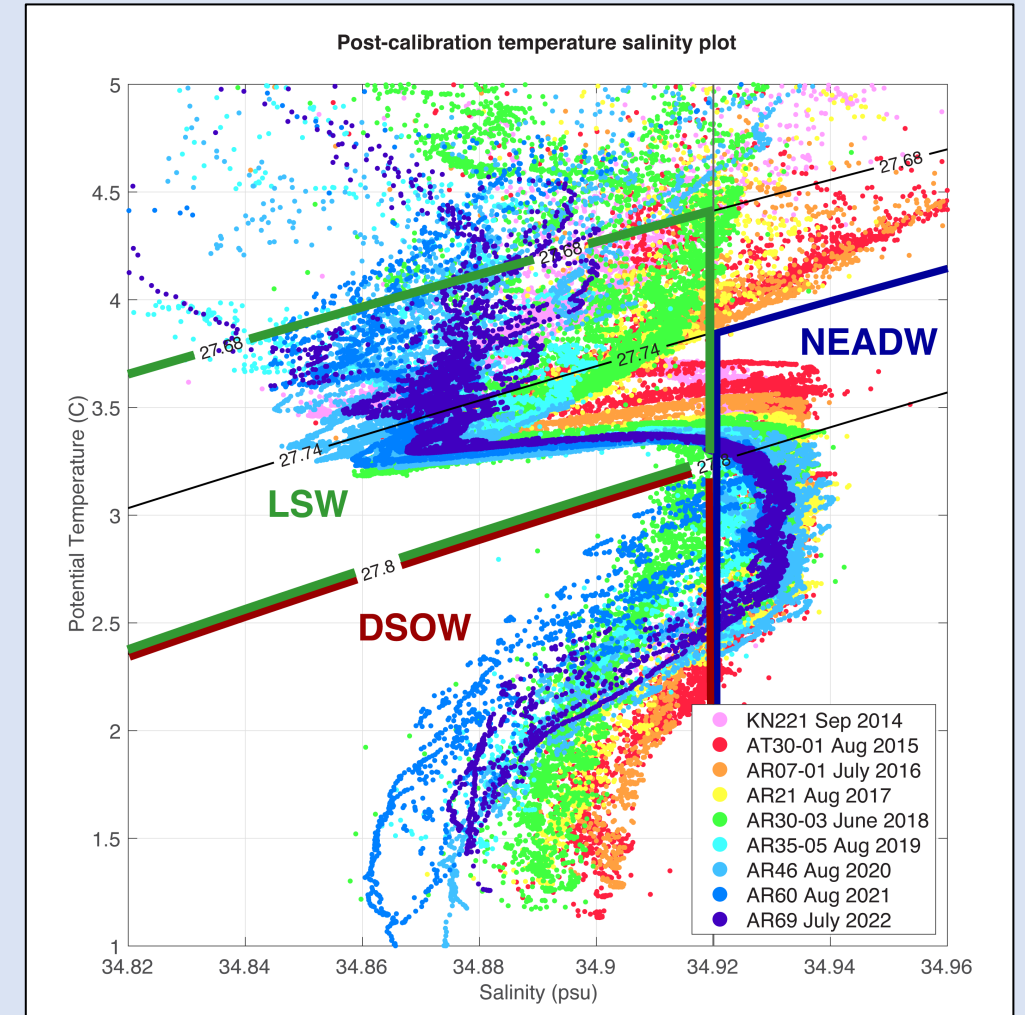 Post-calibration temperature salinity plot
5
4.5
4
3.5
3
2.5
2
1.5
1
Potential Temperature (C)
27.68
27.68
27.68
NEADW
27.74
27.74
27.8
LSW
27.8
DSOW
KN221 Sep 2014
AT30-01 Aug 2015
AR07-01 July 2016
AR21 Aug 2017
AR30-03 June 2018
AR35-05 Aug 2019
AR46 Aug 2020
AR60 Aug 2021
AR69 July 2022
34.82 34.84 34.86 34.88 34.9 34.92 34.94 34.96
Salinity (psu)